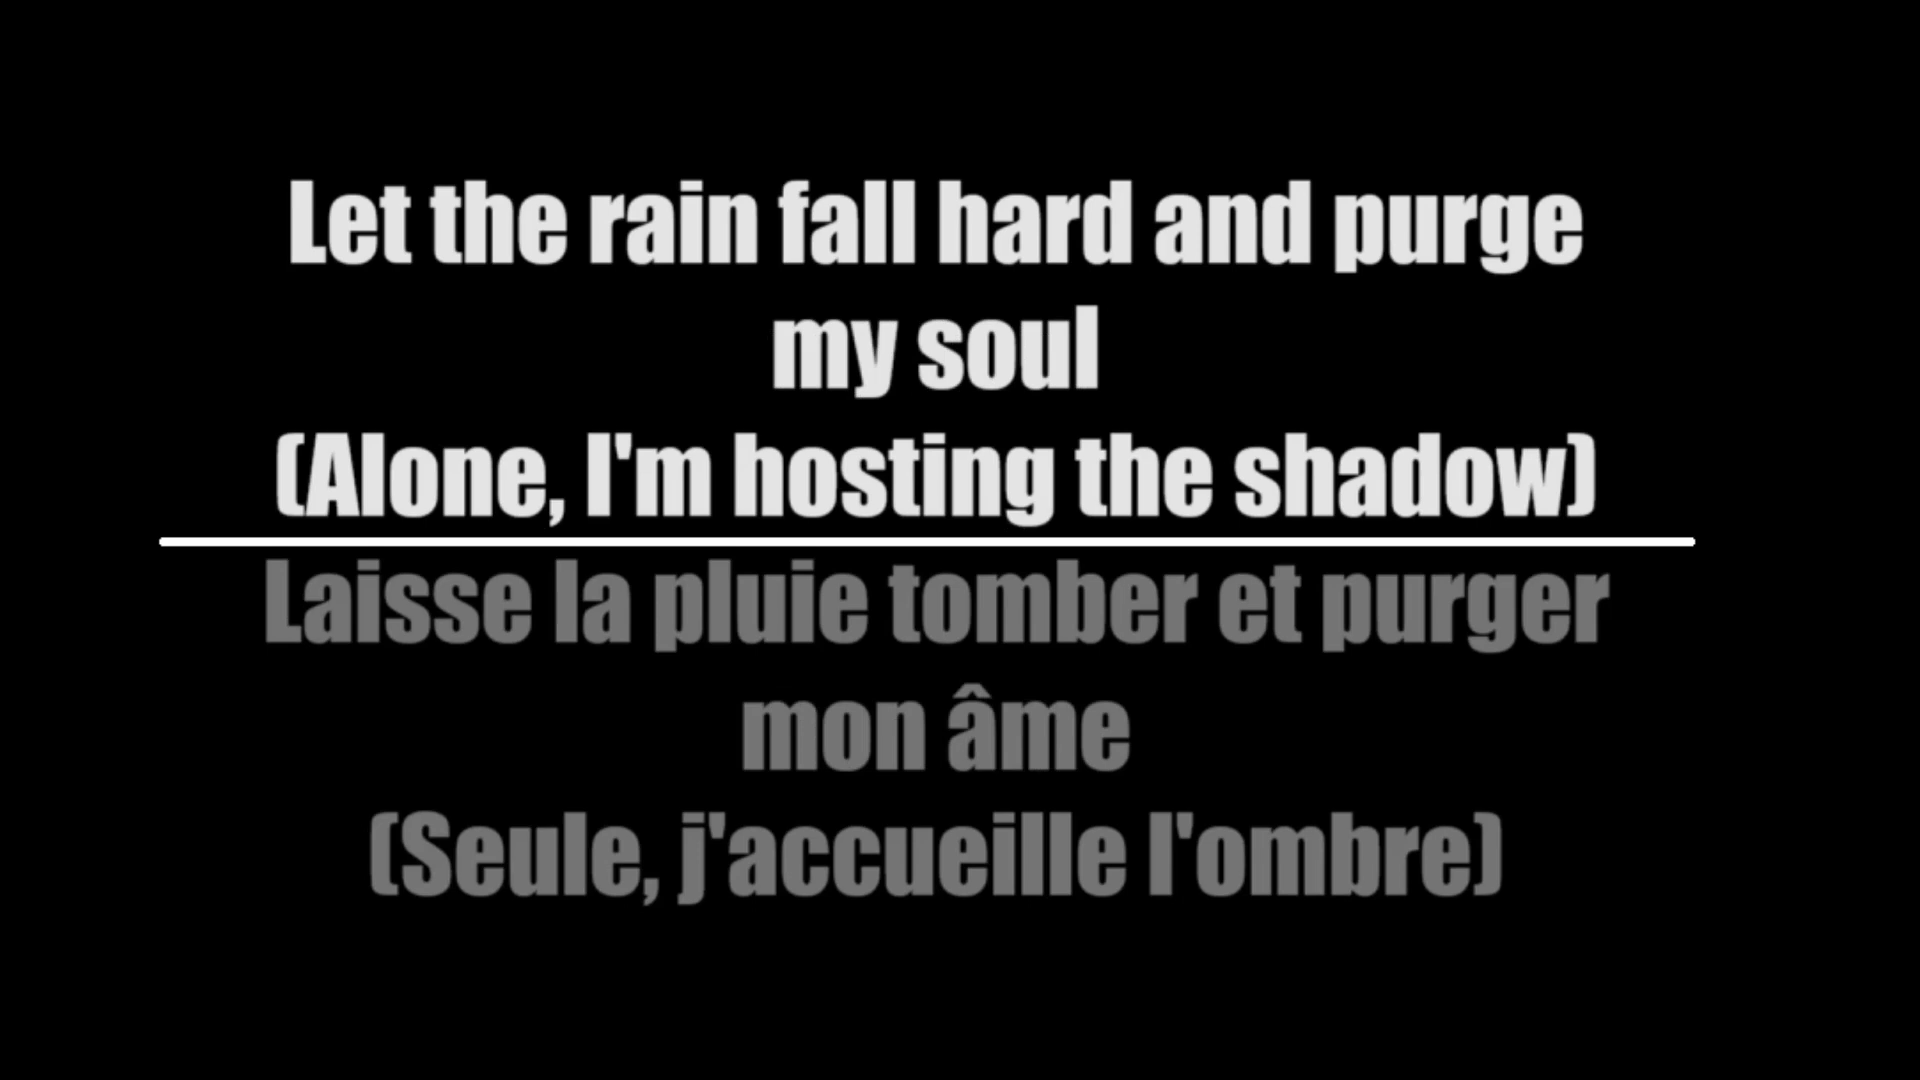 Let the rain fall hard and purge
my soul
(Alone, I'm hosting the shadow)
Laisse la pluie tomber et purger
mon âme
(Seule, j'accueille l'ombre)